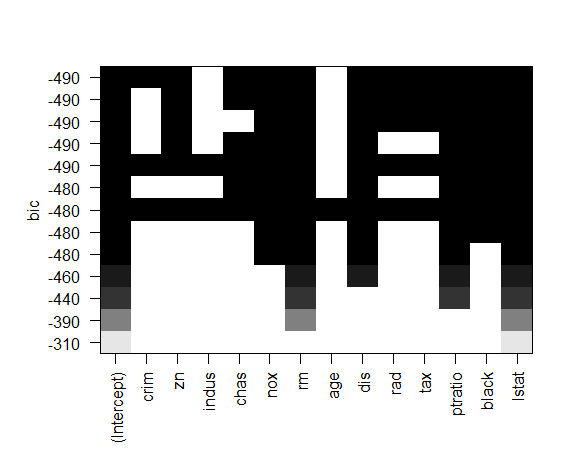 -490
-490
-490
-490
-490
-480
-480
-480
-480
-460
-440
-390
-310
bic
(Intercept)
crim
zn
indus
chas
nox
rm
age
dis
rad
tax
ptratio
black
lstat